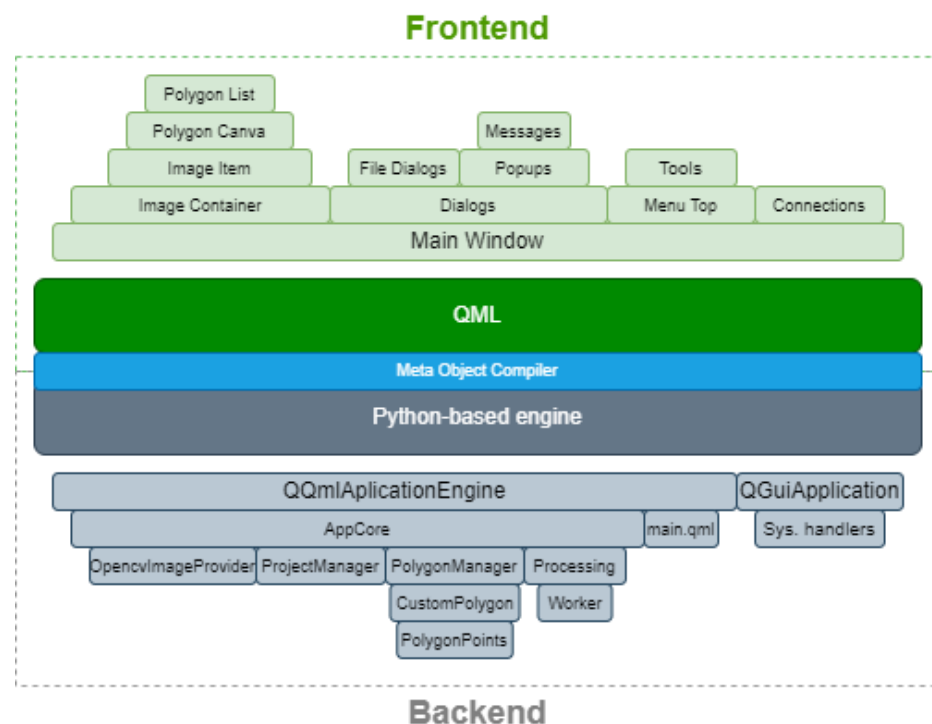 Frontend
Polygon List
Polygon Canva
Messages
Image Item
File Dialogs
Popups
Tools
Image Container
Dialogs
Menu Top
Connections
Main Window
QML
Meta Object Compiler
Python-based engine
QQmlAplicationEngine
QGuiApplication
AppCore
main.qml
Sys. handlers
OpencvImageProvider
ProjectManager
PolygonManager
Processing
CustomPolygon
Worker
PolygonPoints
Backend